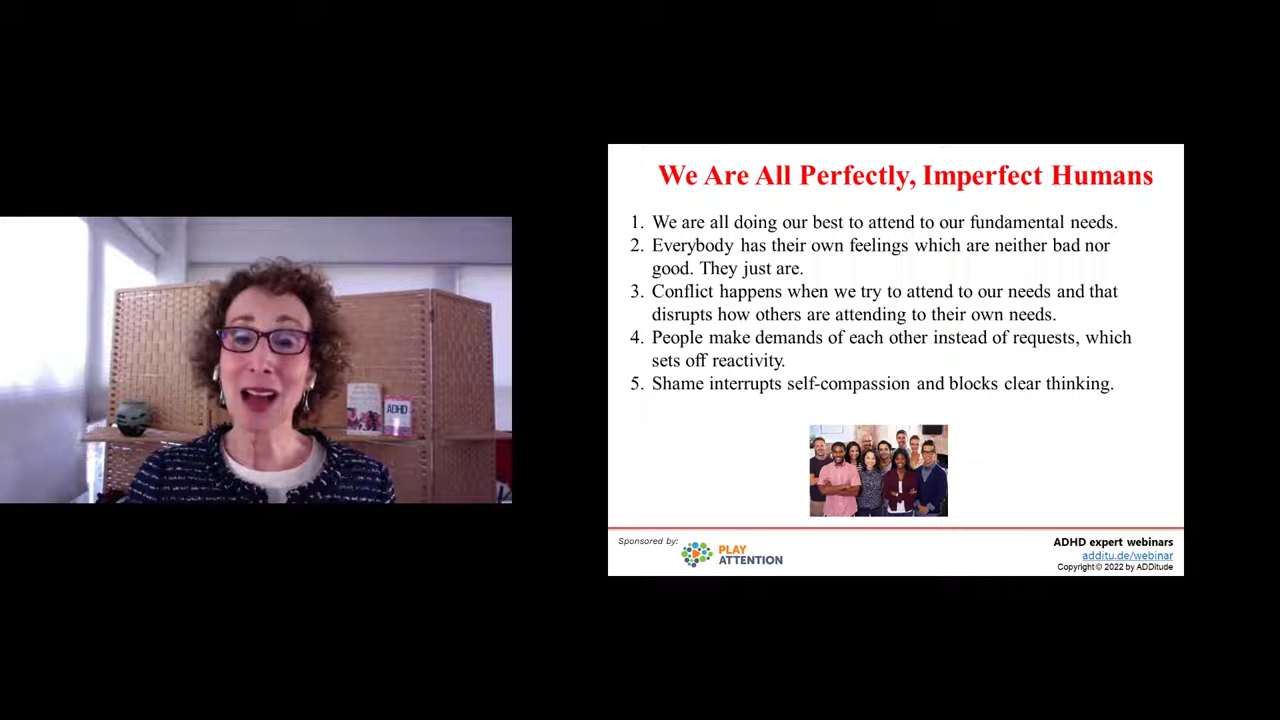 ADHD
We Are All Perfectly, Imperfect Humans
1. We are all doing our best to attend to our fundamental needs.
2. Everybody has their own feelings which are neither bad nor
good. They just are.
3. Conflict happens when we try to attend to our needs and that
disrupts how others are attending to their own needs.
4. People make demands of each other instead of requests, which
sets off reactivity.
5. Shame interrupts self-compassion and blocks clear thinking.
Sponsored by:
PLAY
ATTENTION
ADHD expert webinars
additu.de/webinar
Copyright © 2022 by ADDitude